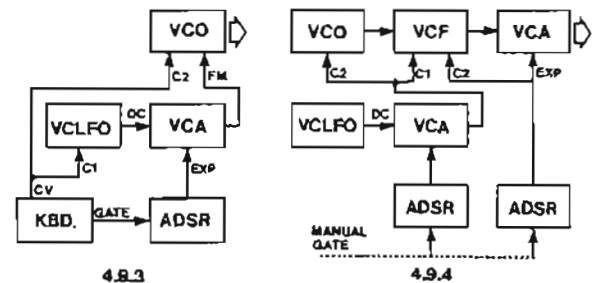 VCO
C2
FM
VCLFO
DC
VCA
C1
EXP
CV
KBD.
GATE
ADSR
4.9.3
VCO
VCF
VCA
C2
C1
C2
EXP
VCLFO
DC
VCA
ADSR
ADSR
MANUAL
GATE
4.9.4